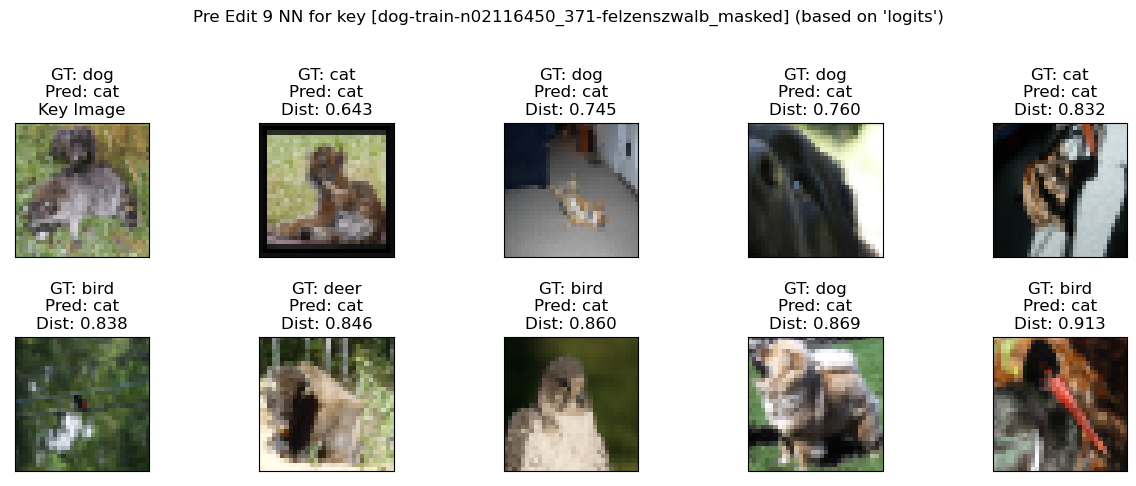 Pre Edit 9 NN for key [dog-train-n02116450_371-felzenszwalb_masked] (based on 'logits')
GT: dog
Pred: cat
Key Image
GT: cat
Pred: cat
Dist: 0.643
GT: dog
Pred: cat
Dist: 0.745
GT: dog
Pred: cat
Dist: 0.760
GT: cat
Pred: cat
Dist: 0.832
GT: bird
Pred: cat
Dist: 0.838
GT: deer
Pred: cat
Dist: 0.846
GT: bird
Pred: cat
Dist: 0.860
GT: dog
Pred: cat
Dist: 0.869
GT: bird
Pred: cat
Dist: 0.913